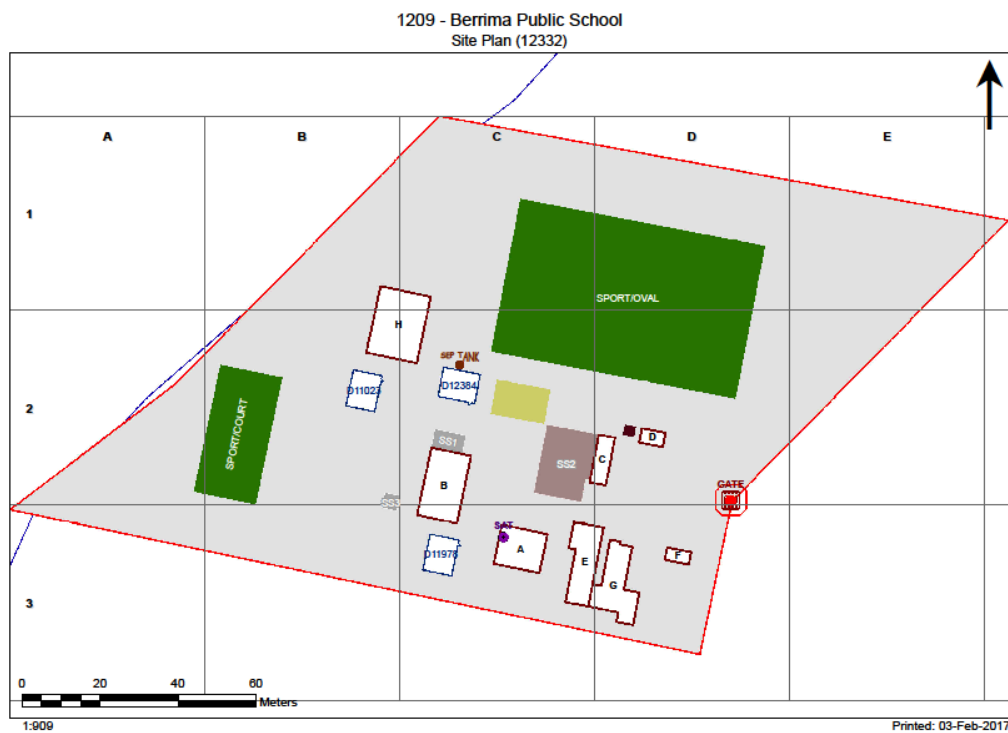 1209 - Berrima Public School
Site Plan (12332)
A B C D E
1
SPORT/OVAL
H
SEP TANK
D11023
D12384
2
SPORT/COURT
SS1
D
C
SS2
B
GATE
SAT
D11978
A
E
F
G
3
0 20 40 60
Meters
1:909
Printed: 03-Feb-2017